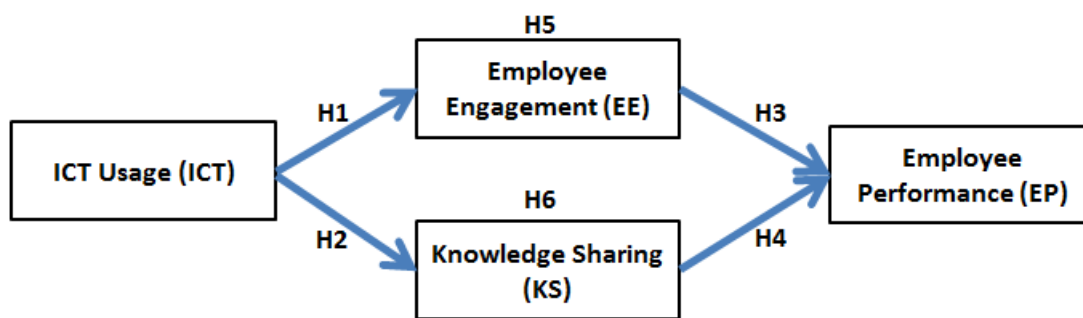 H5
Employee
Engagement (EE)
H1
H3
ICT Usage (ICT)
Employee
Performance (EP)
H6
H2
H4
Knowledge Sharing
(KS)